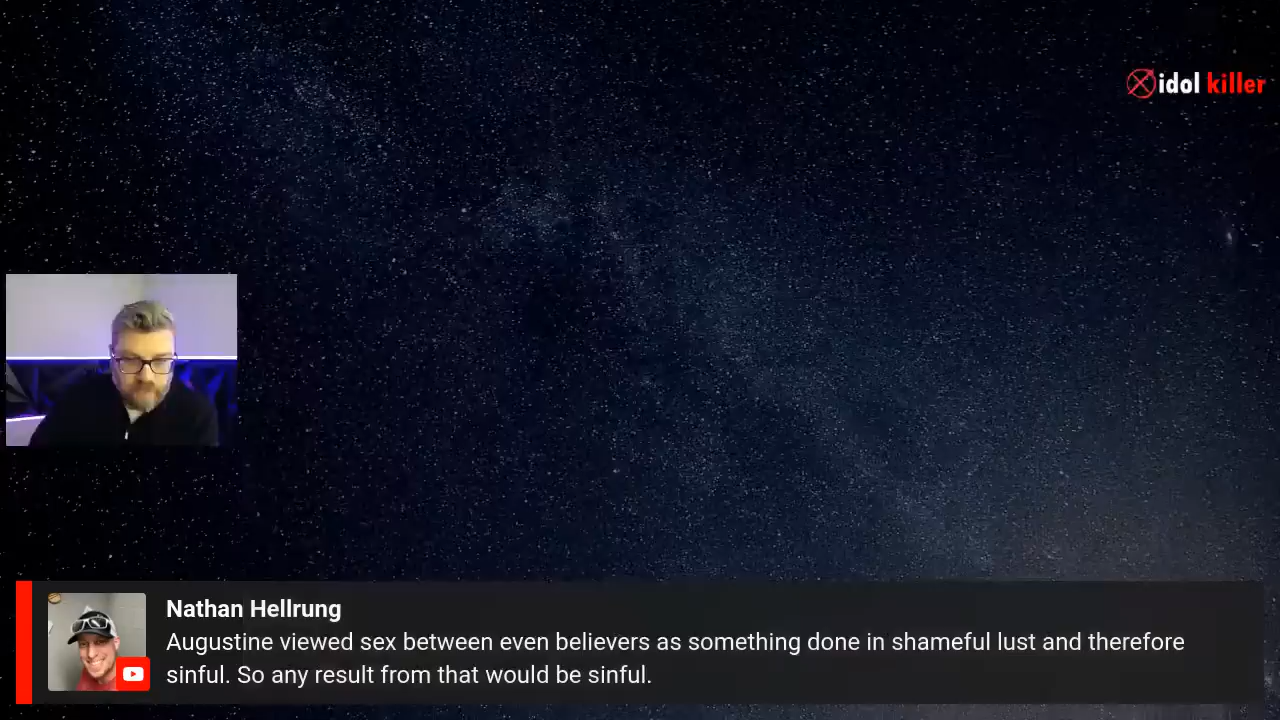 idol killer
Nathan Hellrung
Augustine viewed sex between even believers as something done in shameful lust and therefore
sinful. So any result from that would be sinful.